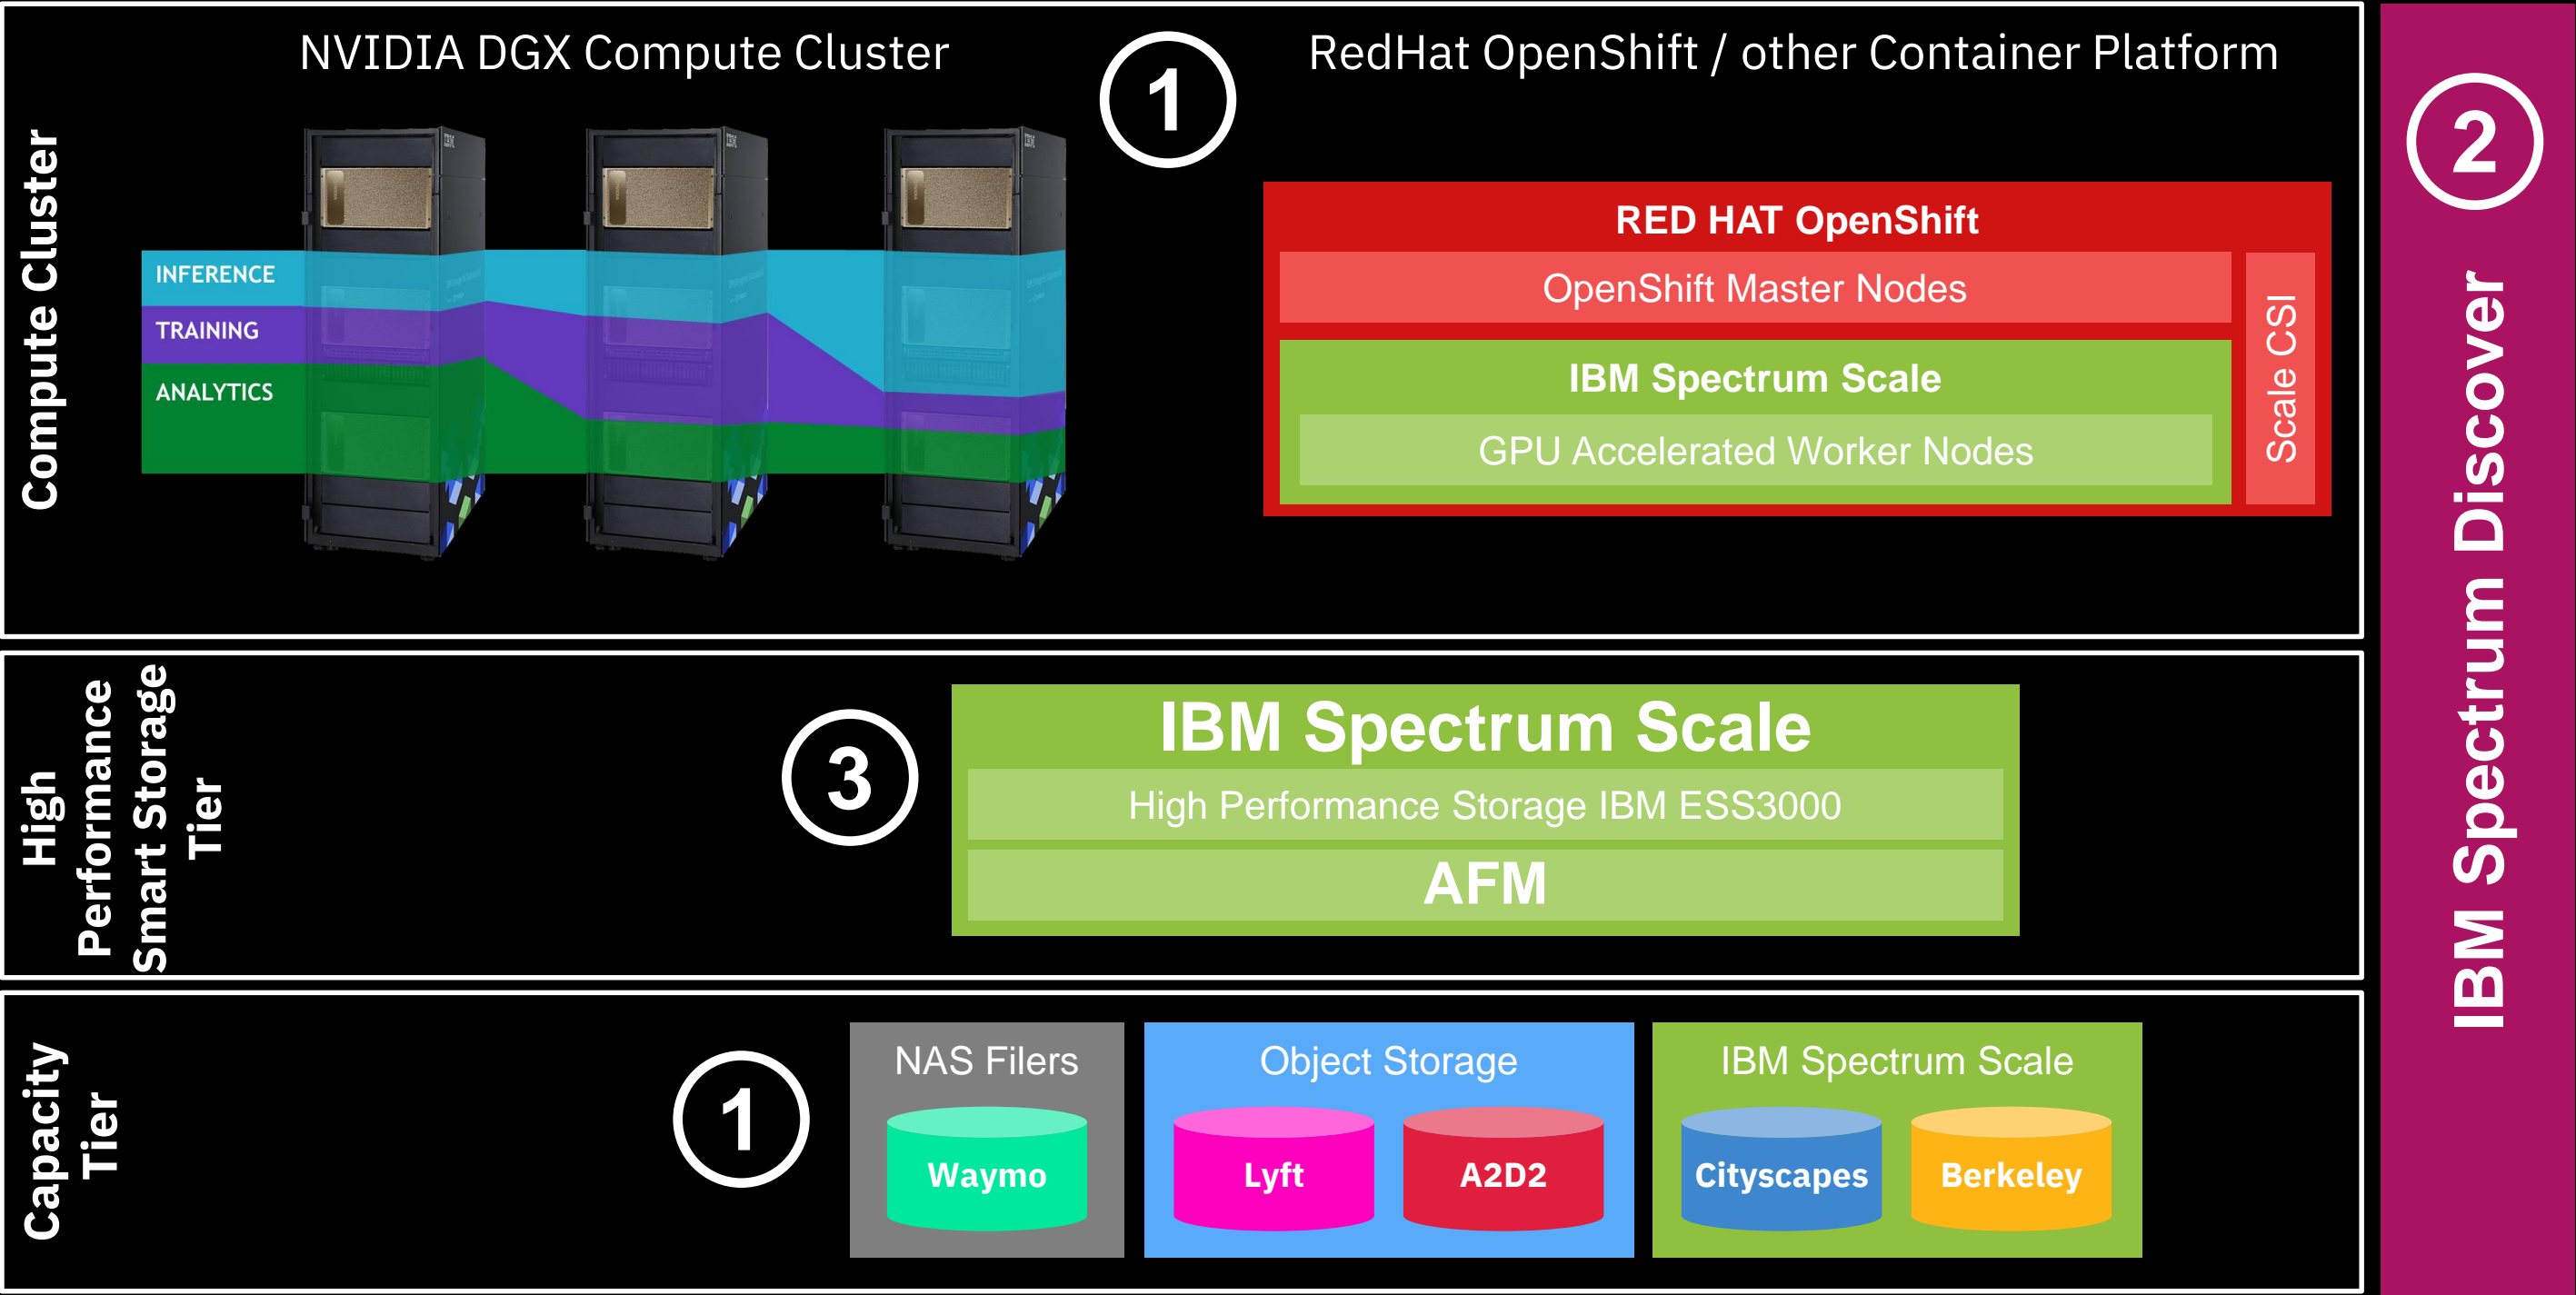 NVIDIA DGX Compute Cluster
1
RedHat OpenShift / other Container Platform
Compute Cluster
INFERENCE
TRAINING
ANALYTICS
RED HAT OpenShift
OpenShift Master Nodes
IBM Spectrum Scale
GPU Accelerated Worker Nodes
Scale CSI
2
IBM Spectrum Discover
High
Performance
Smart Storage
Tier
3
IBM Spectrum Scale
High Performance Storage IBM ESS3000
AFM
Capacity
Tier
1
NAS Filers
Waymo
Object Storage
Lyft
A2D2
IBM Spectrum Scale
Cityscapes
Berkeley